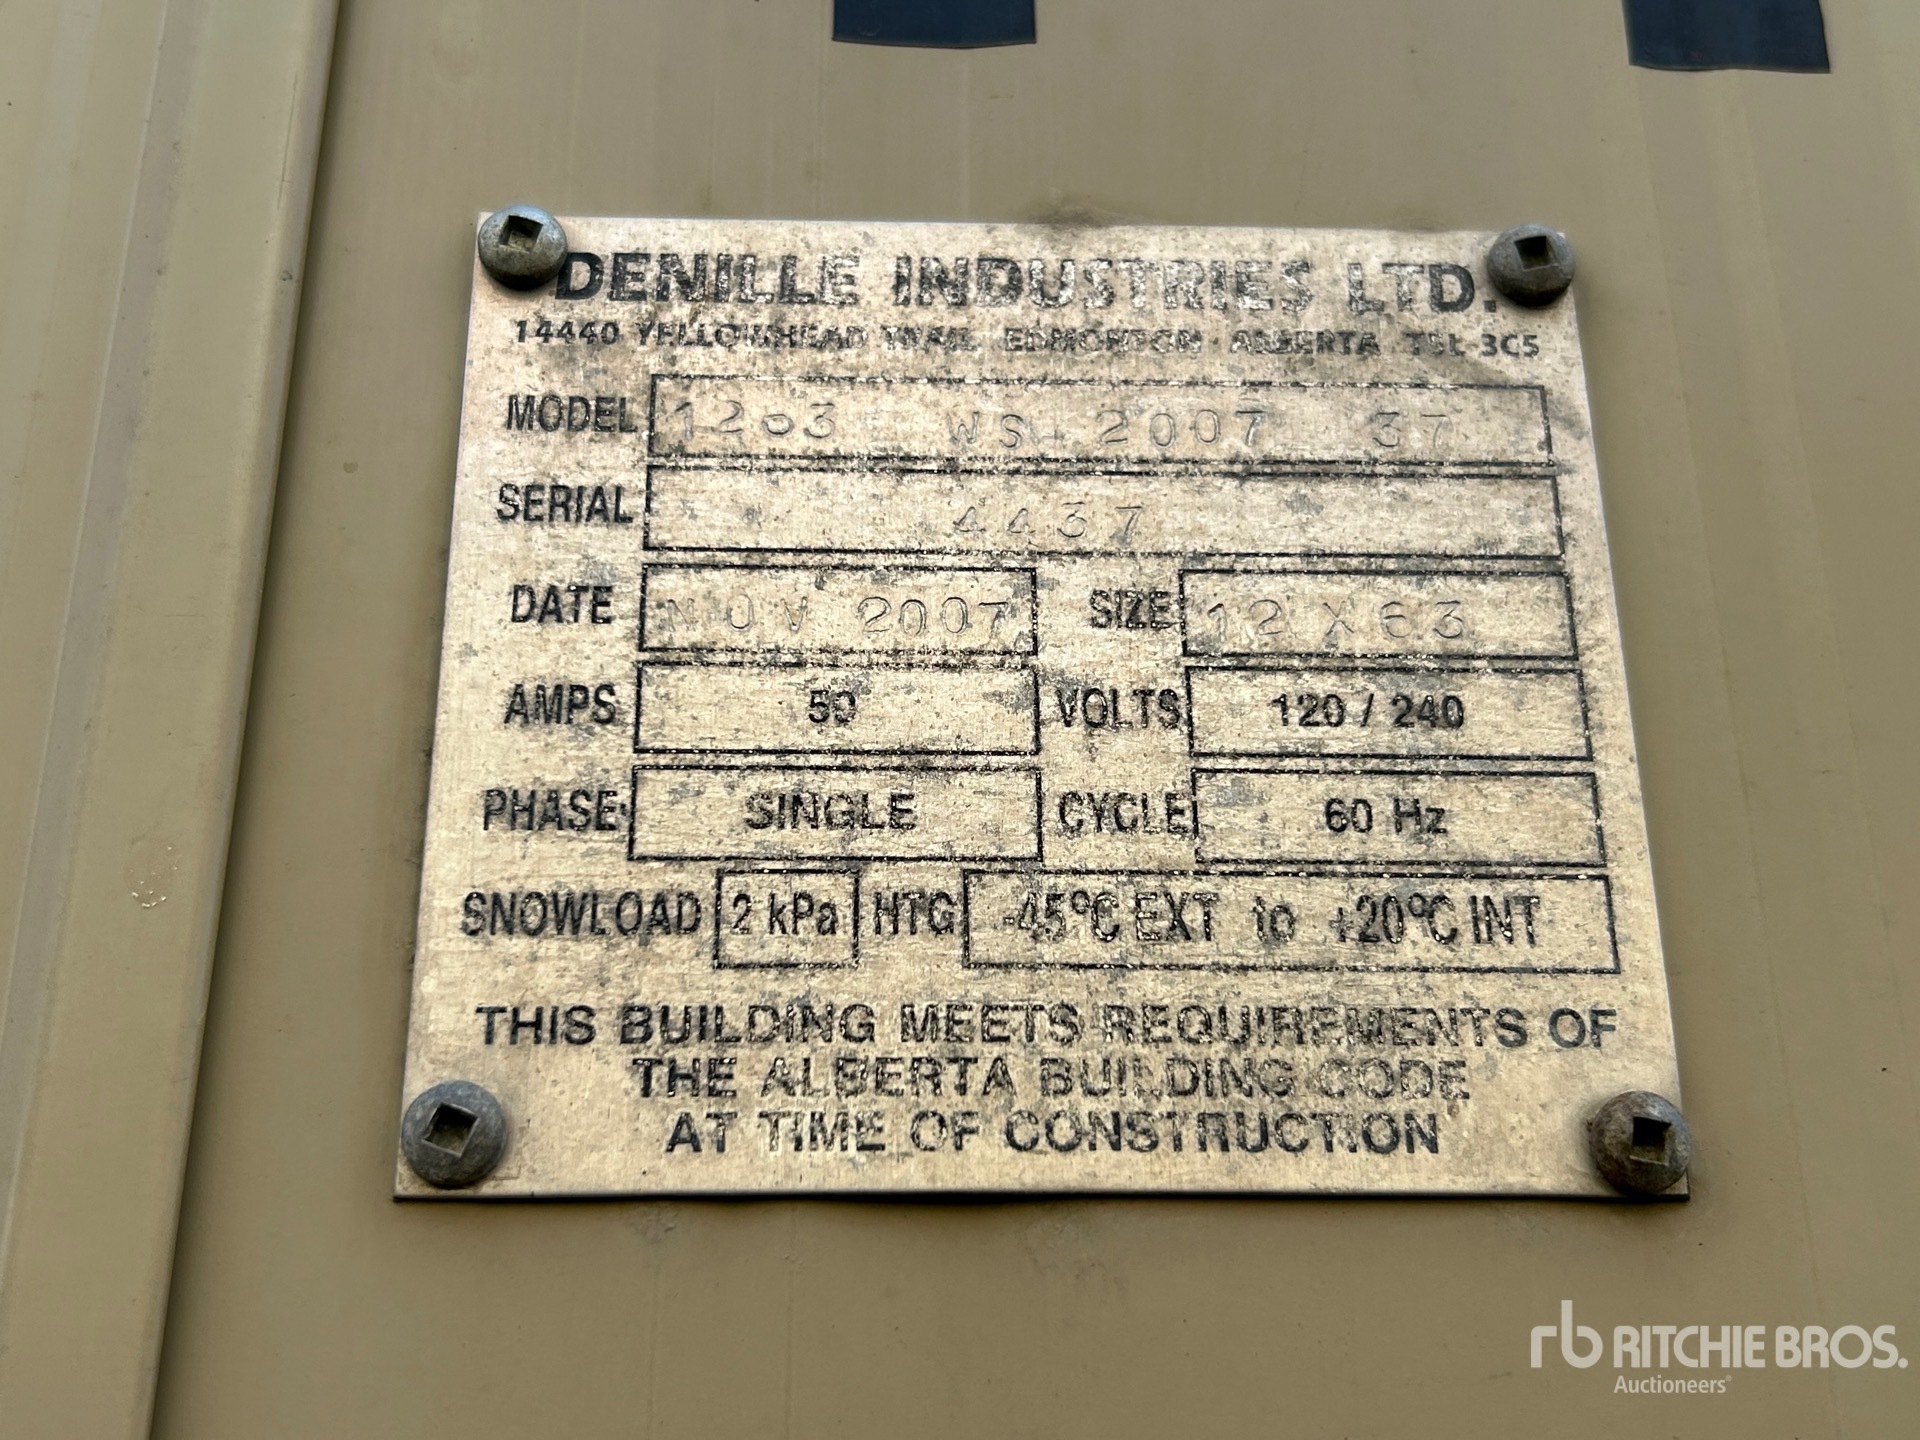 DENILLE INDUSTRIES LTD.
14440 YELLOWHEAD TRAIL EDMONTON ALBERTA T5L 3C5
MODEL 1263 WS 2007 37
SERIAL 4437
DATE NOV 2007 SIZE 12 X 63
AMPS 50 VOLTS 120 / 240
PHASE SINGLE CYCLE 60 Hz
SNOWLOAD 2 kPa HTG -45°C EXT to +20°C INT
THIS BUILDING MEETS REQUIREMENTS OF
THE ALBERTA BUILDING CODE
AT TIME OF CONSTRUCTION
rb RITCHIE BROS.
Auctioneers